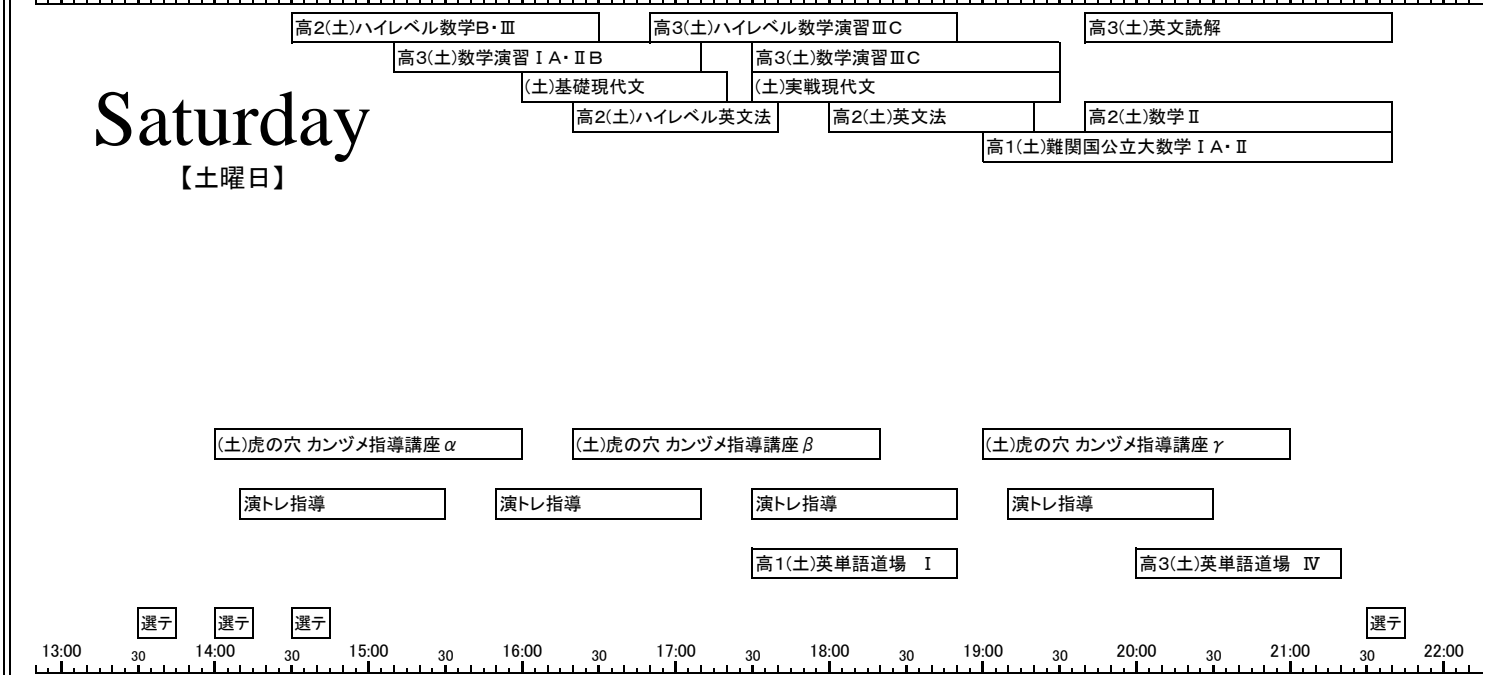 高2(土)ハイレベル数学B・Ⅲ 高3(土)ハイレベル数学演習ⅢC 高3(土)英文読解
高3(土)数学演習ⅠA・ⅡB 高3(土)数学演習ⅢC
(土)基礎現代文 (土)実戦現代文
高2(土)ハイレベル英文法 高2(土)英文法 高2(土)数学Ⅱ
Saturday
高1(土)難関国公立大数学ⅠA・Ⅱ
【土曜日】
(土)虎の穴 カンヅメ指導講座α (土)虎の穴 カンヅメ指導講座β (土)虎の穴 カンヅメ指導講座γ
演トレ指導 演トレ指導 演トレ指導 演トレ指導
高1(土)英単語道場 Ⅰ 高3(土)英単語道場 Ⅳ
選テ 選テ 選テ 選テ
13:00 30 14:00 30 15:00 30 16:00 30 17:00 30 18:00 30 19:00 30 20:00 30 21:00 30 22:00